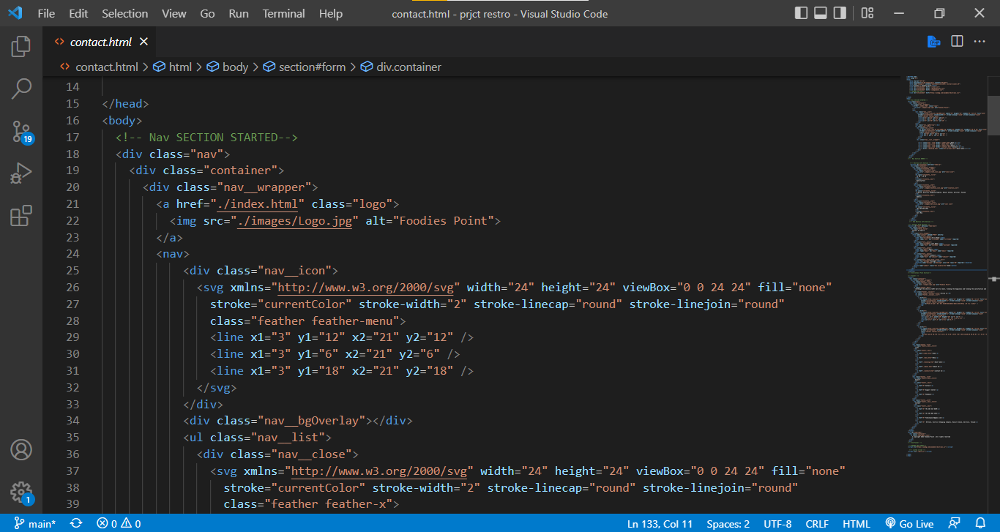 File Edit Selection View Go Run Terminal Help contact.html - prjct restro - Visual Studio Code
contact.html
contact.html > html > body > section#form > div.container
14
15 </head>
16 <body>
17 <!-- Nav SECTION STARTED-->
18 <div class="nav">
19 <div class="container">
20 <div class="nav__wrapper">
21 <a href="./index.html" class="logo">
22 <img src="./images/Logo.jpg" alt="Foodies Point">
23 </a>
24 <nav>
25 <div class="nav__icon">
26 <svg xmlns="http://www.w3.org/2000/svg" width="24" height="24" viewBox="0 0 24 24" fill="none"
27 stroke="currentColor" stroke-width="2" stroke-linecap="round" stroke-linejoin="round"
28 class="feather feather-menu">
29 <line x1="3" y1="12" x2="21" y2="12" />
30 <line x1="3" y1="6" x2="21" y2="6" />
31 <line x1="3" y1="18" x2="21" y2="18" />
32 </svg>
33 </div>
34 <div class="nav__bgOverlay"></div>
35 <ul class="nav__list">
36 <div class="nav__close">
37 <svg xmlns="http://www.w3.org/2000/svg" width="24" height="24" viewBox="0 0 24 24" fill="none"
38 stroke="currentColor" stroke-width="2" stroke-linecap="round" stroke-linejoin="round"
39 class="feather feather-x">
19
1
main* 0 0 Ln 133, Col 11 Spaces: 2 UTF-8 CRLF HTML Go Live